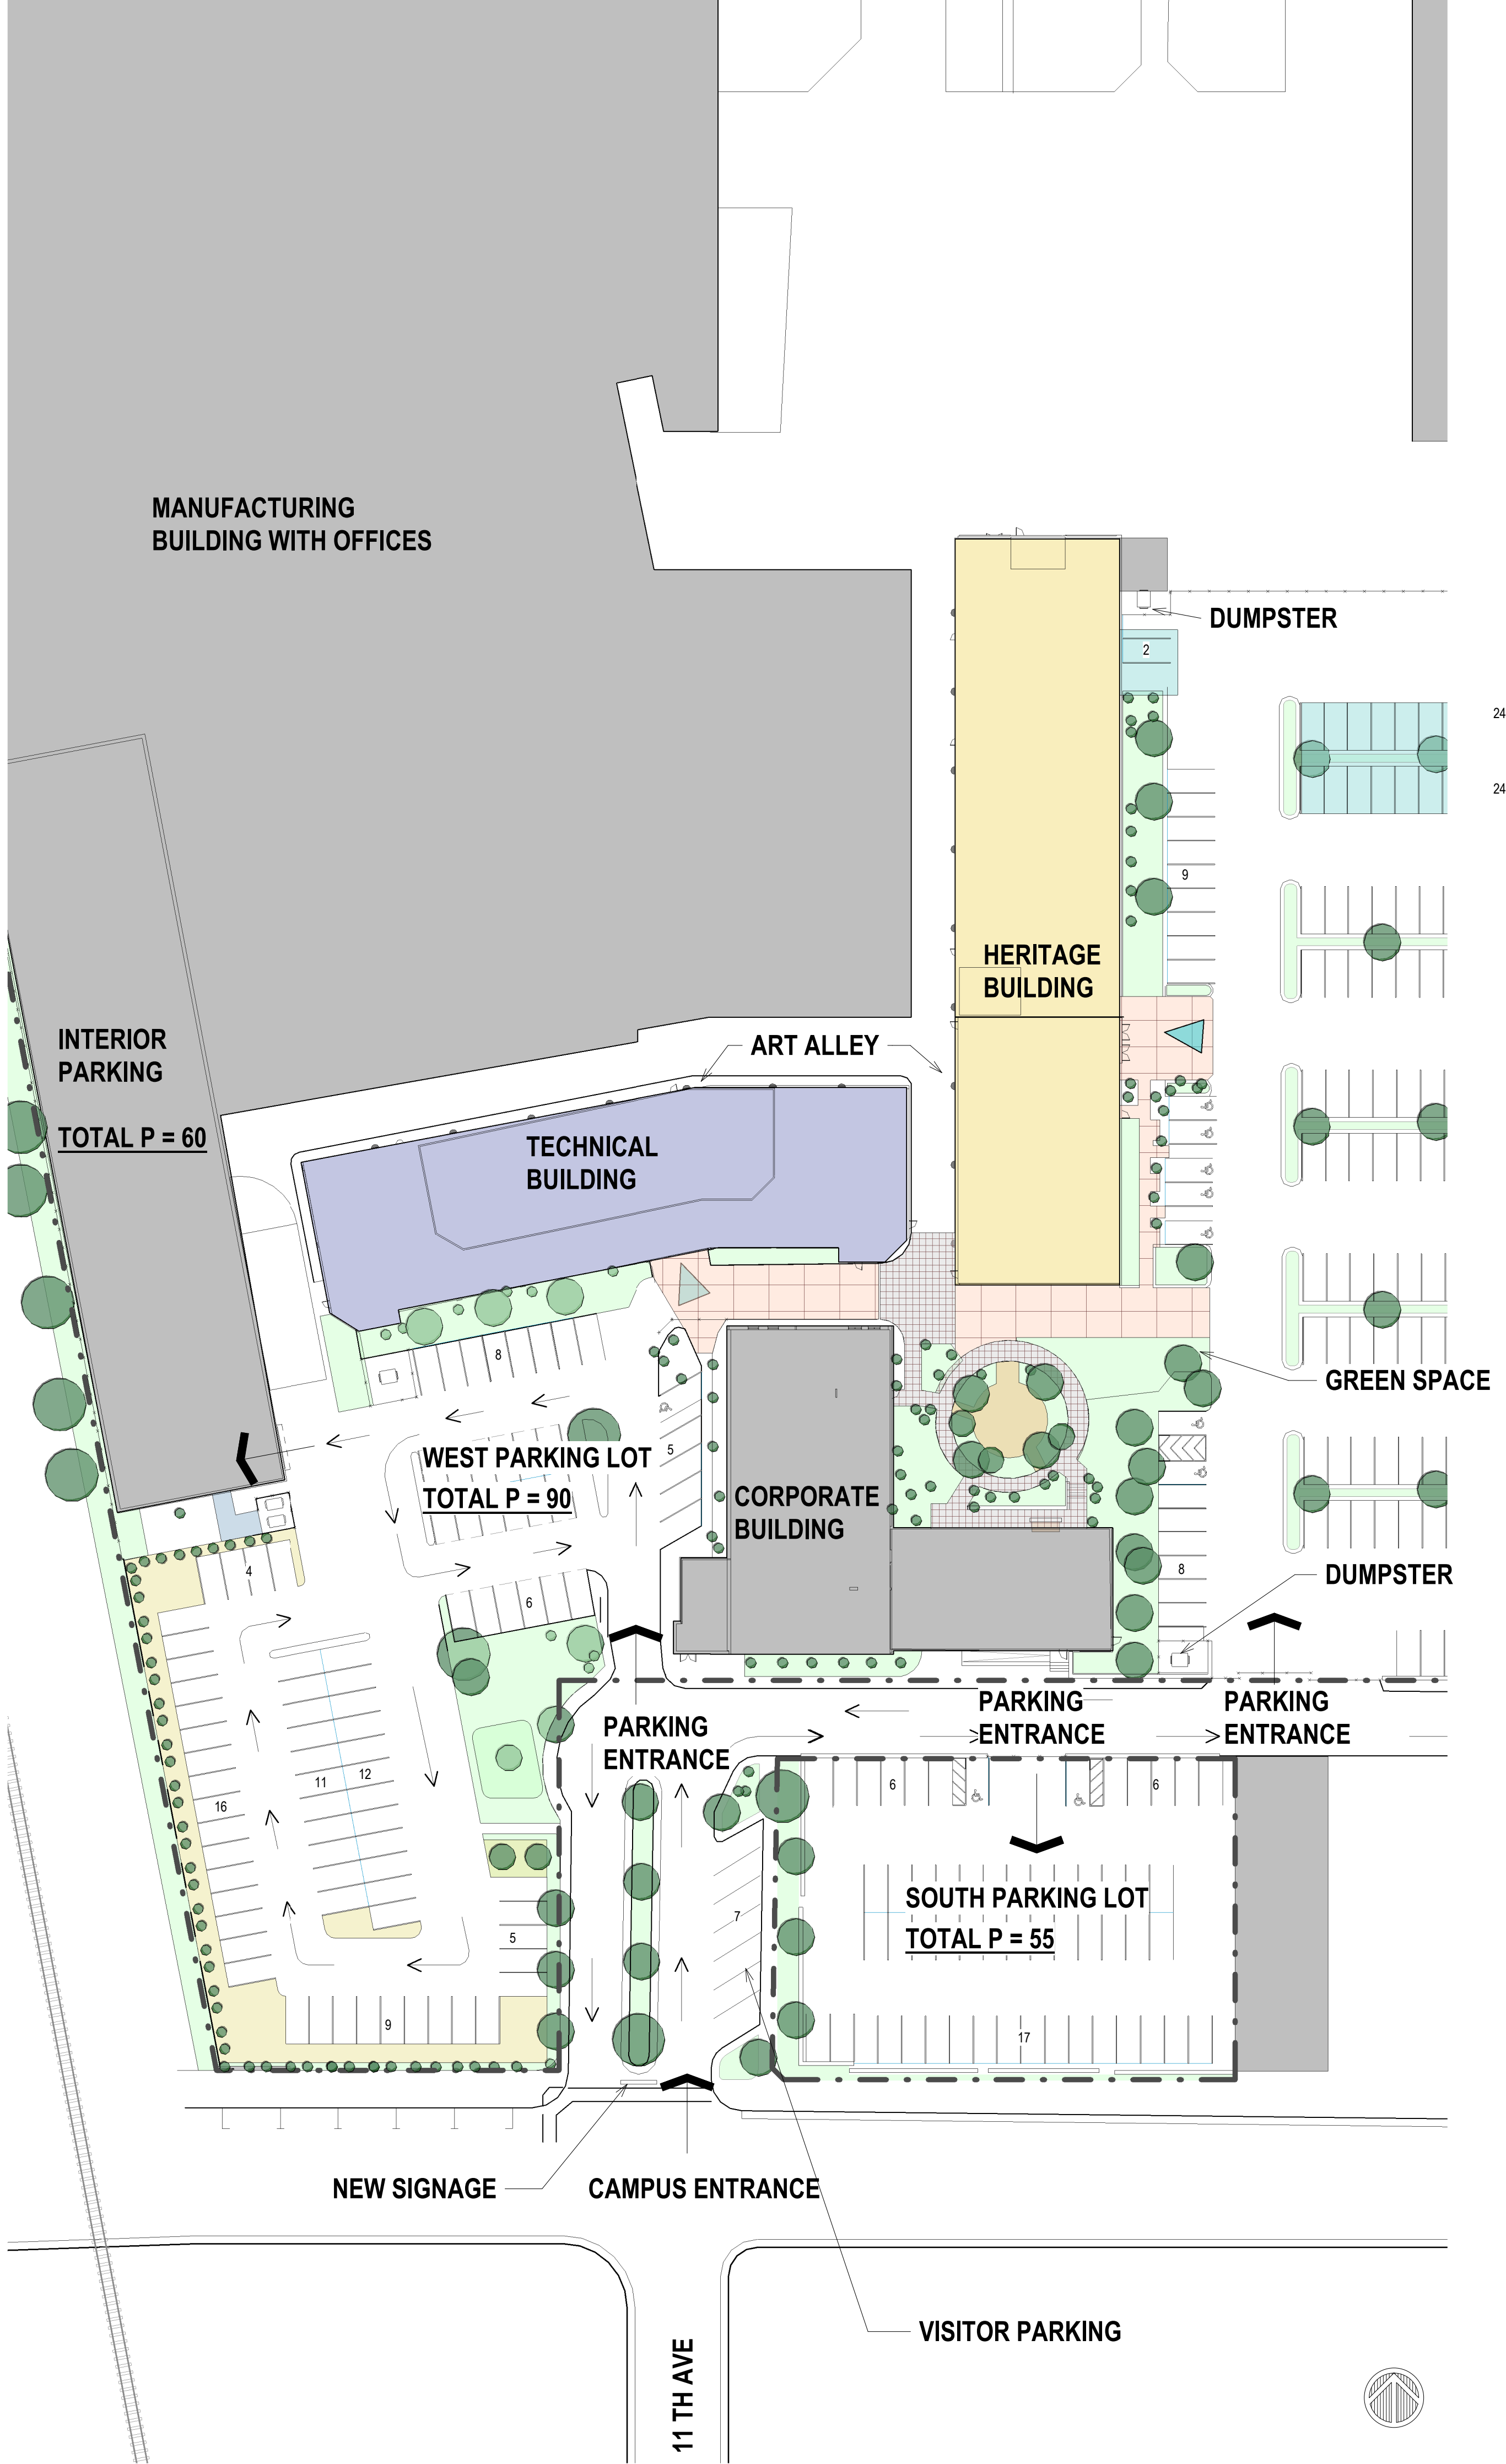 MANUFACTURING
BUILDING WITH OFFICES
DUMPSTER
2
24
24
9
HERITAGE
BUILDING
INTERIOR
PARKING
TOTAL P = 60
ART ALLEY
TECHNICAL
BUILDING
8
GREEN SPACE
WEST PARKING LOT
TOTAL P = 90
5
CORPORATE
BUILDING
4
6
8
DUMPSTER
PARKING
ENTRANCE
PARKING
ENTRANCE
PARKING
ENTRANCE
11
12
16
6
6
SOUTH PARKING LOT
TOTAL P = 55
7
5
9
17
NEW SIGNAGE
CAMPUS ENTRANCE
VISITOR PARKING
11 TH AVE